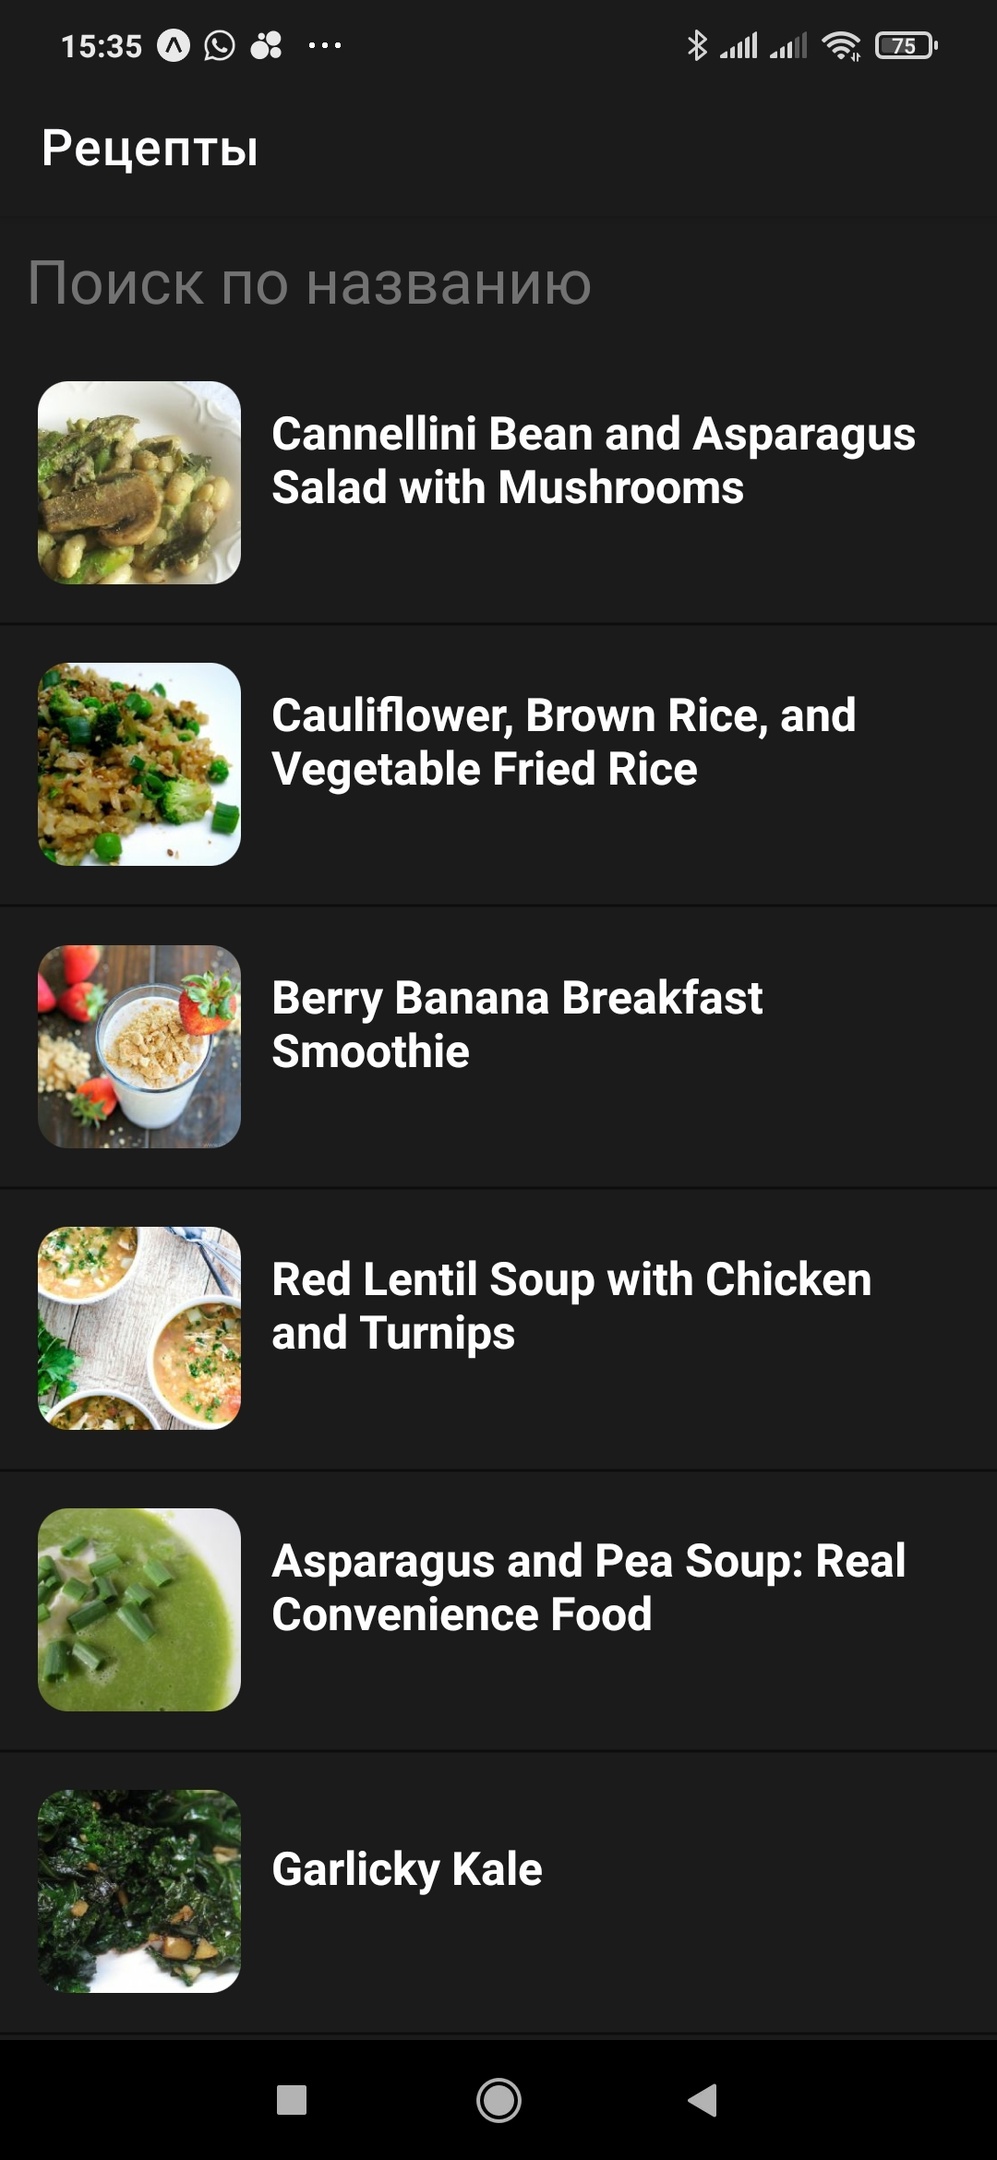 15:35
75
Рецепты
Поиск по названию
Cannellini Bean and Asparagus
Salad with Mushrooms
Cauliflower, Brown Rice, and
Vegetable Fried Rice
Berry Banana Breakfast
Smoothie
Red Lentil Soup with Chicken
and Turnips
Asparagus and Pea Soup: Real
Convenience Food
Garlicky Kale